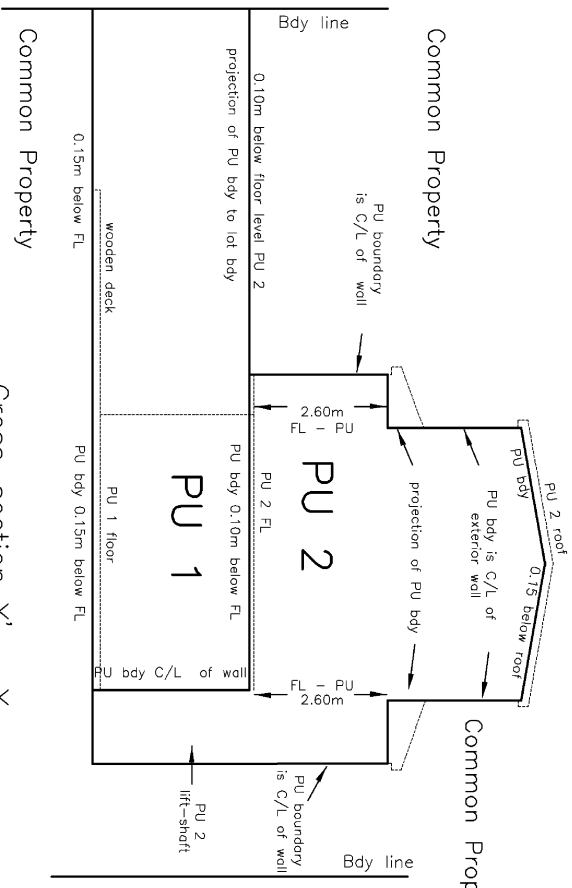 Bdy line
Common Property
Common Property
0.10m below floor level PU 2
projection of PU bdy to lot bdy
0.15m below FL
wooden deck
PU boundary
is C/L of wall
2.60m
FL - PU
PU 2 FL
PU 2
projection of PU bdy
PU bdy is C/L of
exterior wall
PU bdy
0.15 below roof
PU 2 roof
PU 1 floor
PU 1
PU bdy 0.10m below FL
PU bdy 0.15m below FL
PU bdy C/L of wall
FL - PU
2.60m
Common Prop
PU 2
lift-shaft
PU boundary
is C/L of wall
Bdy line
Cross section X'